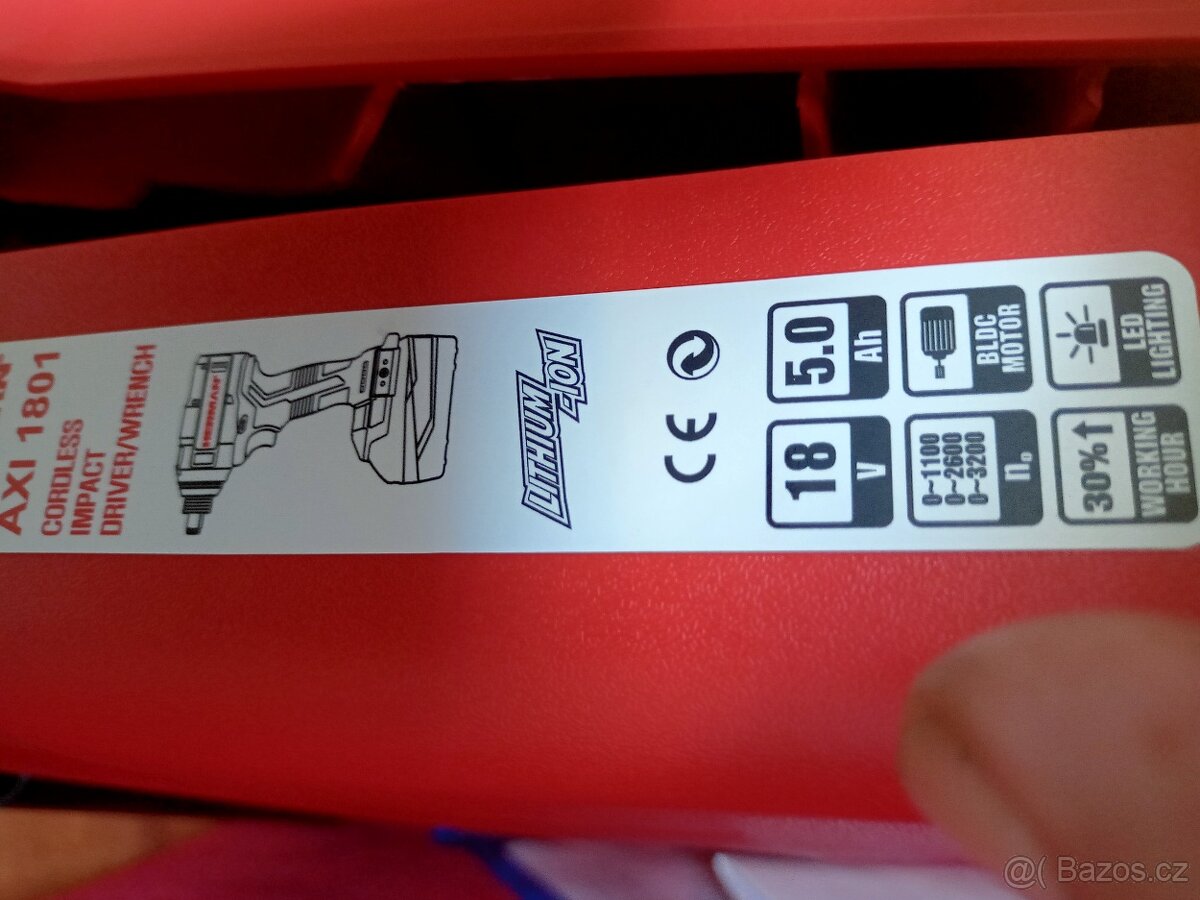 AXI 1801
CORDLESS
IMPACT
DRIVER/WRENCH
HERMAN
LITHIUM
I-ION
CE
18
V
5.0
Ah
0~1100
0~2600
0~3200
n.
BLDC
MOTOR
30%↑
WORKING
HOUR
LED
LIGHTING
@( Bazos.cz